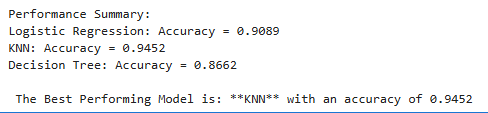 Performance Summary:
Logistic Regression: Accuracy = 0.9089
KNN: Accuracy = 0.9452
Decision Tree: Accuracy = 0.8662
The Best Performing Model is: **KNN** with an accuracy of 0.9452